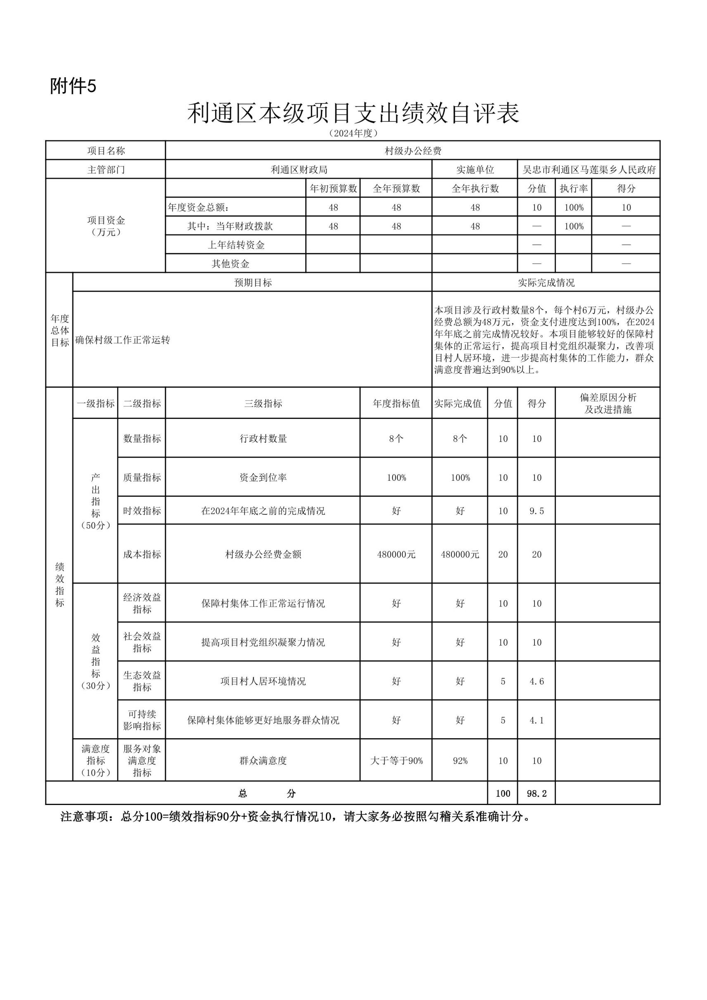 附件5
利通区本级项目支出绩效自评表
（2024年度）
项目名称 村级办公经费
主管部门 利通区财政局 实施单位 吴忠市利通区马莲渠乡人民政府
项目资金
（万元）
年初预算数 全年预算数 全年执行数 分值 执行率 得分
年度资金总额： 48 48 48 10 100% 10
其中：当年财政拨款 48 48 48 — 100% —
上年结转资金 — —
其他资金 — —
年度
总体
目标
预期目标 实际完成情况
确保村级工作正常运转
本项目涉及行政村数量8个，每个村6万元，村级办公
经费总额为48万元，资金支付进度达到100%，在2024
年年底之前完成情况较好。本项目能够较好的保障村
集体的正常运行，提高项目村党组织凝聚力，改善项
目村人居环境，进一步提高村集体的工作能力，群众
满意度普遍达到90%以上。
绩
效
指
标
一级指标 二级指标 三级指标 年度指标值 实际完成值 分值 得分 偏差原因分析
及改进措施
产
出
指
标
（50分）
数量指标 行政村数量 8个 8个 10 10
质量指标 资金到位率 100% 100% 10 10
时效指标 在2024年年底之前的完成情况 好 好 10 9.5
成本指标 村级办公经费金额 480000元 480000元 20 20
效
益
指
标
（30分）
经济效益
指标 保障村集体工作正常运行情况 好 好 10 10
社会效益
指标 提高项目村党组织凝聚力情况 好 好 10 10
生态效益
指标 项目村人居环境情况 好 好 5 4.6
可持续
影响指标 保障村集体能够更好地服务群众情况 好 好 5 4.1
满意度
指标
（10分）
服务对象
满意度
指标 群众满意度 大于等于90% 92% 10 10
总 分 100 98.2
注意事项：总分100=绩效指标90分+资金执行情况10，请大家务必按照勾稽关系准确计分。